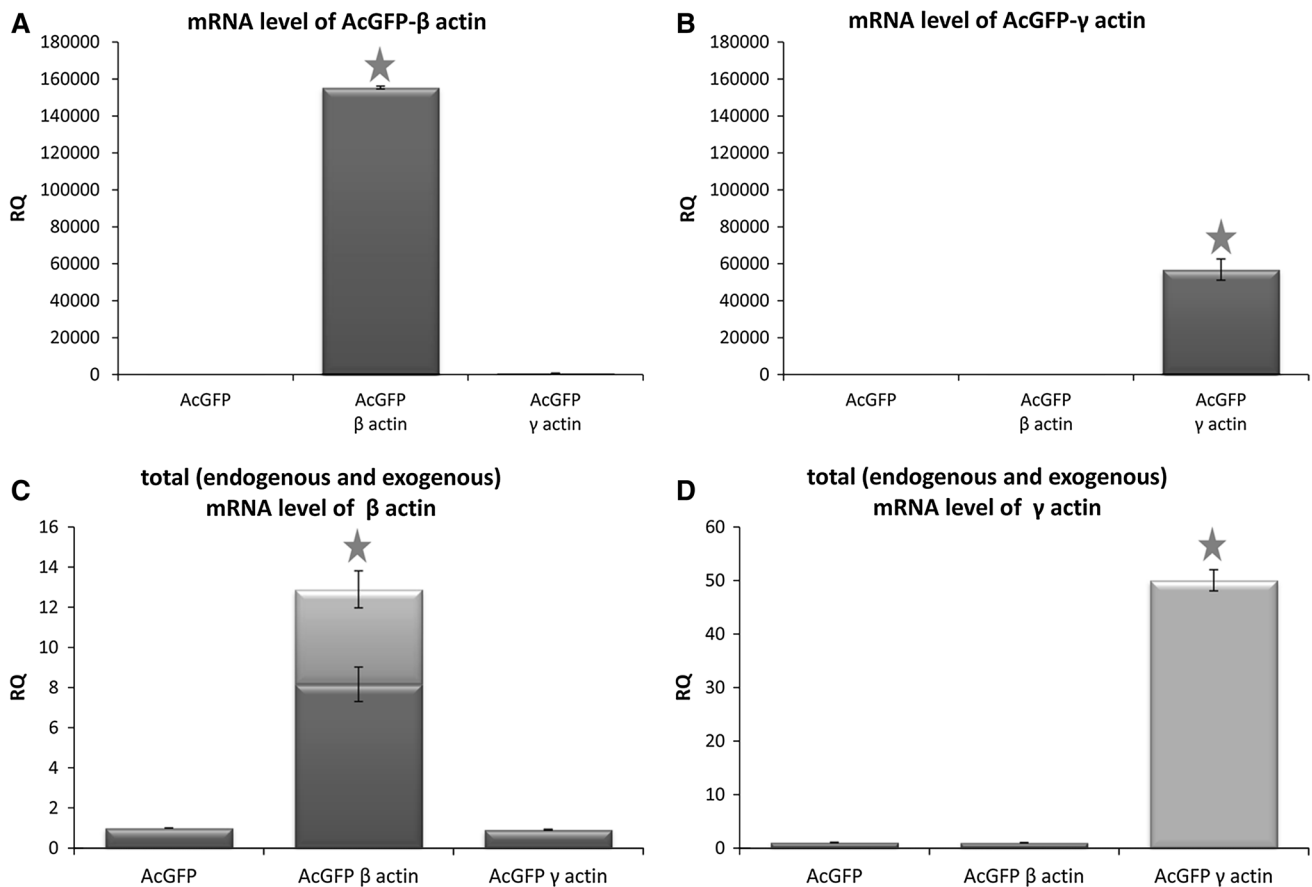 A
mRNA level of AcGFP-β actin
180000
160000
140000
120000
100000
80000
60000
40000
20000
0
RQ
AcGFP
AcGFP
β actin
AcGFP
γ actin
B
mRNA level of AcGFP-γ actin
180000
160000
140000
120000
100000
80000
60000
40000
20000
0
RQ
AcGFP
AcGFP
β actin
AcGFP
γ actin
C
total (endogenous and exogenous)
mRNA level of β actin
16
14
12
10
8
6
4
2
0
RQ
AcGFP
AcGFP β actin
AcGFP γ actin
D
total (endogenous and exogenous)
mRNA level of γ actin
60
50
40
30
20
10
0
RQ
AcGFP
AcGFP β actin
AcGFP γ actin